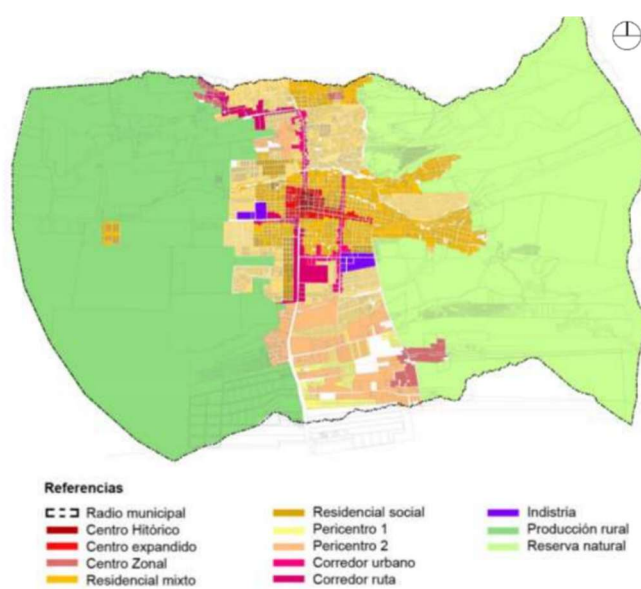 Referencias
Radio municipal
Centro Hitórico
Centro expandido
Centro Zonal
Residencial mixto
Residencial social
Pericentro 1
Pericentro 2
Corredor urbano
Corredor ruta
Indistria
Producción rural
Reserva natural